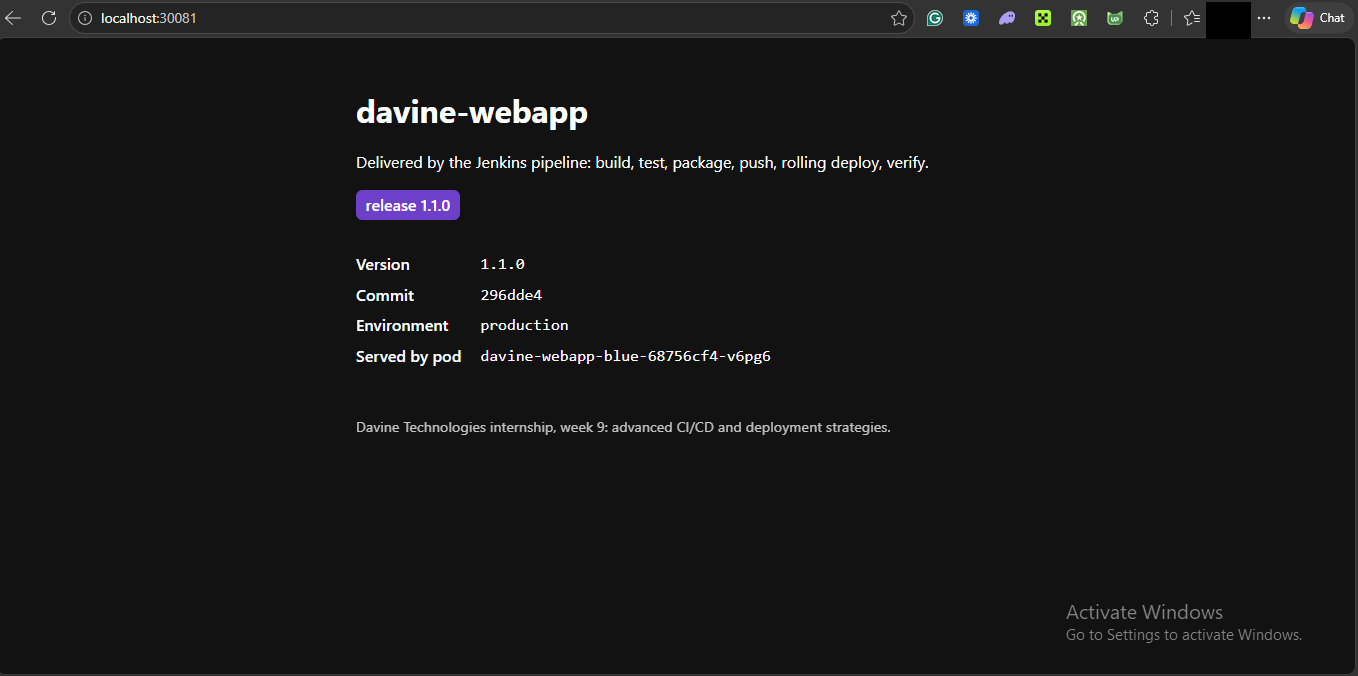 localhost:30081
Chat
davine-webapp
Delivered by the Jenkins pipeline: build, test, package, push, rolling deploy, verify.
release 1.1.0
Version 1.1.0
Commit 296dde4
Environment production
Served by pod davine-webapp-blue-68756cf4-v6pg6
Davine Technologies internship, week 9: advanced CI/CD and deployment strategies.
Activate Windows
Go to Settings to activate Windows.